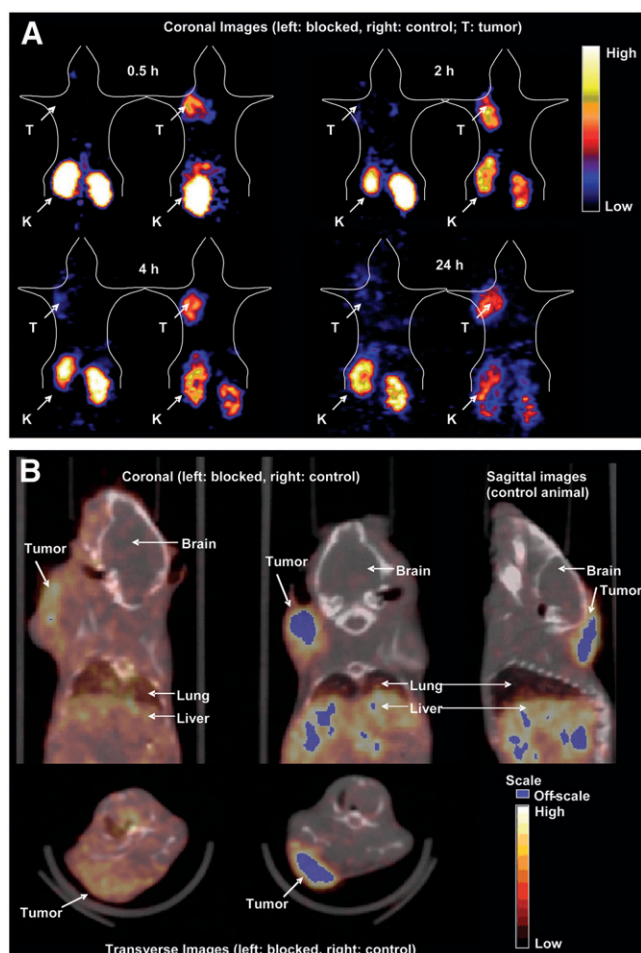 A
Coronal Images (left: blocked, right: control; T: tumor)
High
0.5 h
2 h
T
T
T
T
K
K
K
K
Low
4 h
24 h
T
T
T
T
K
K
K
K
B
Coronal (left: blocked, right: control)
Sagittal images
(control animal)
Tumor
Brain
Tumor
Brain
Brain
Tumor
Lung
Lung
Liver
Liver
Scale
Off-scale
High
Tumor
Tumor
Low
Transverse Images (left: blocked, right: control)